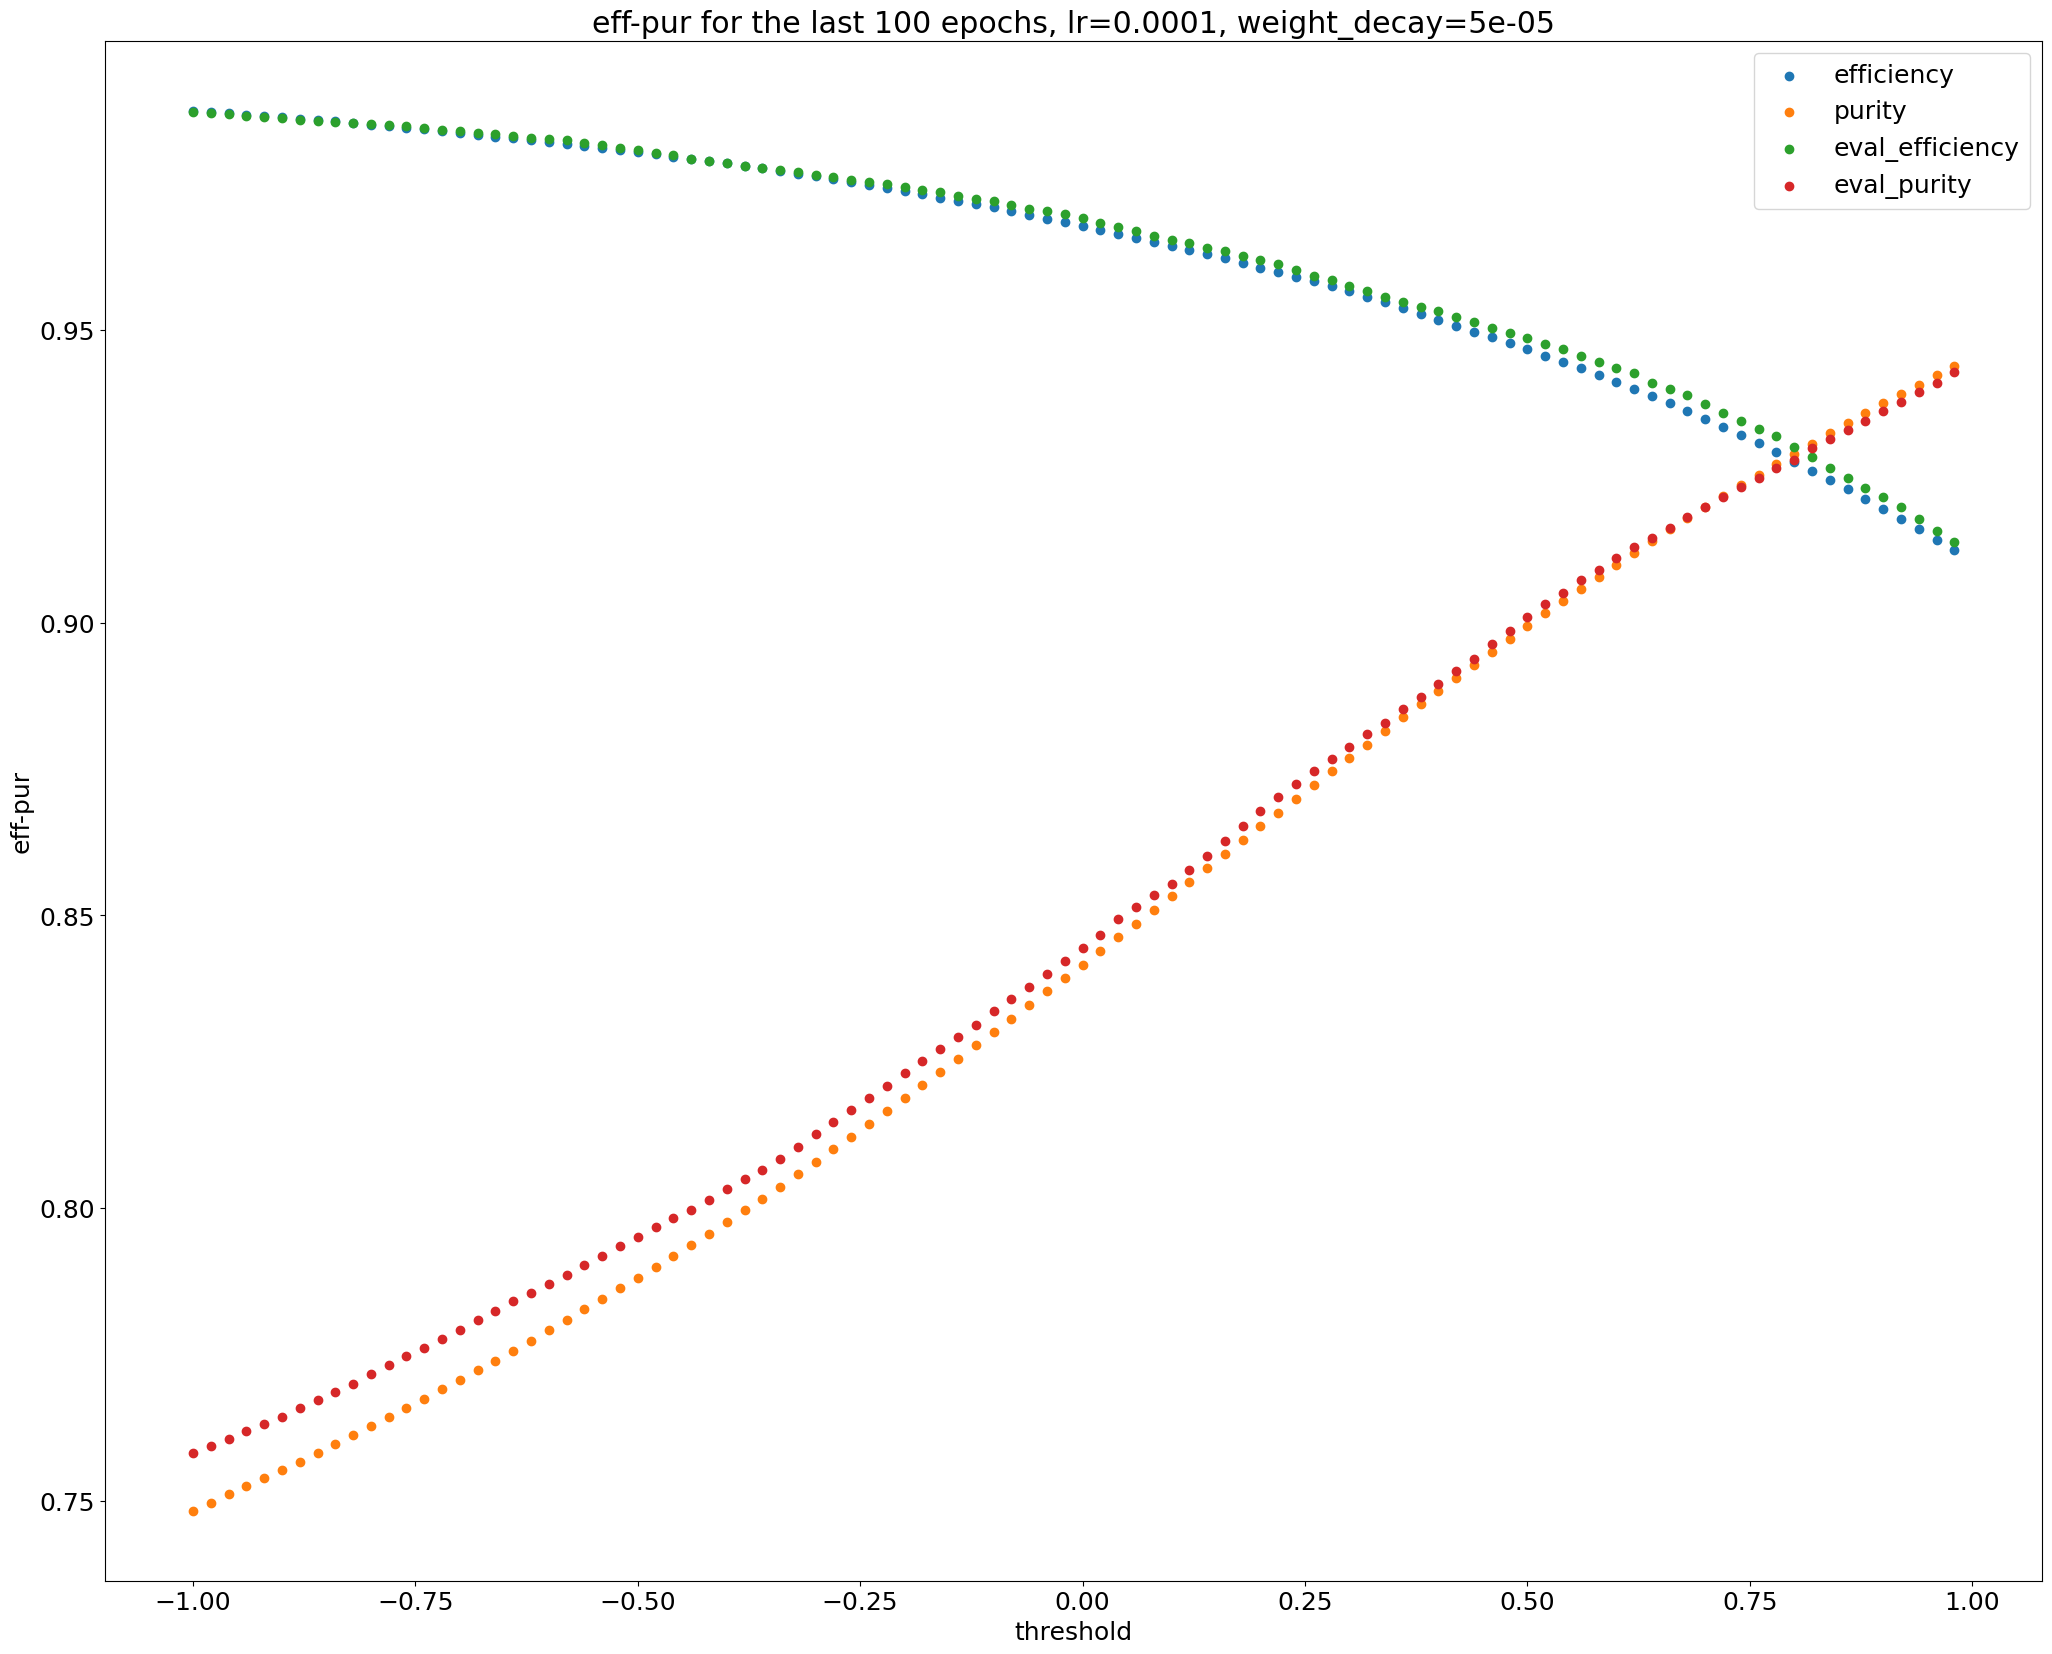 eff-pur for the last 100 epochs, lr=0.0001, weight_decay=5e-05
efficiency
purity
eval_efficiency
eval_purity
0.95
0.90
0.85
0.80
0.75
eff-pur
−1.00 −0.75 −0.50 −0.25 0.00 0.25 0.50 0.75 1.00
threshold